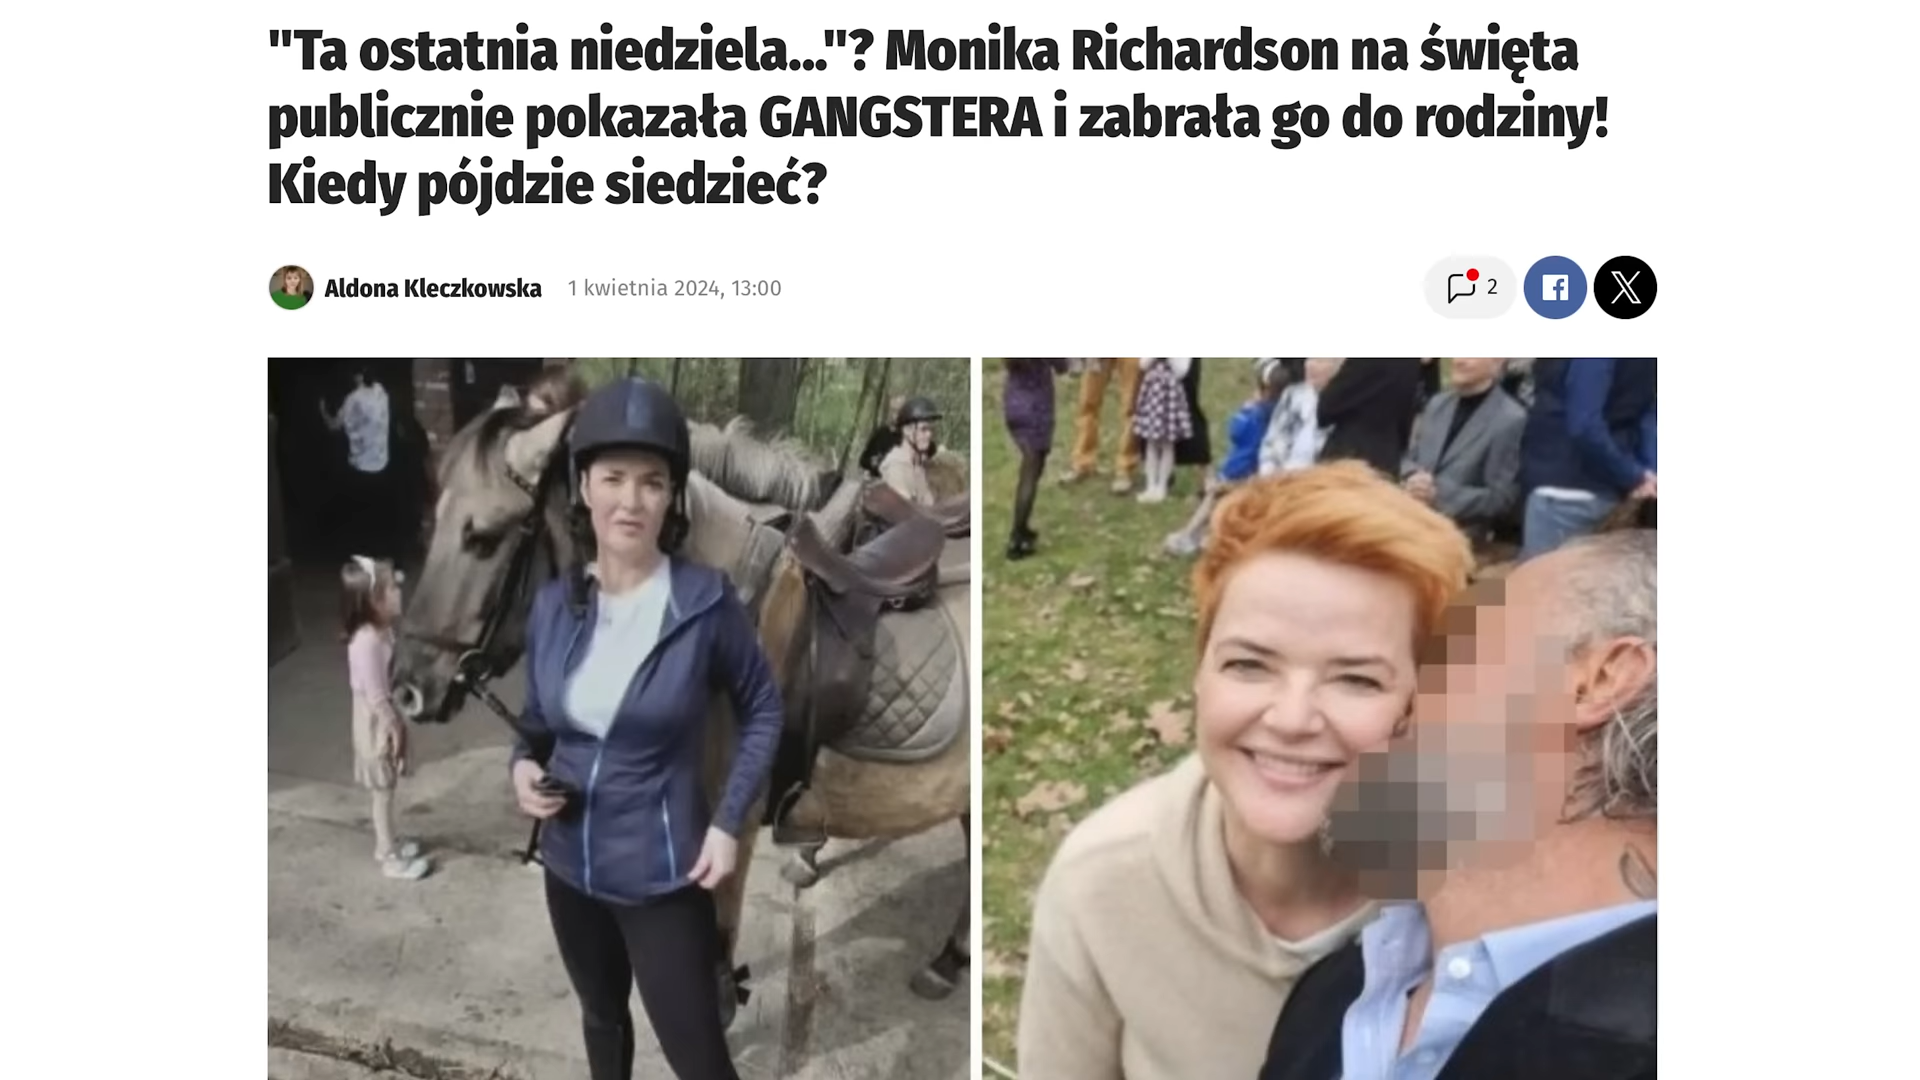 "Ta ostatnia niedziela..."? Monika Richardson na święta
publicznie pokazała GANGSTERA i zabrała go do rodziny!
Kiedy pójdzie siedzieć?
Aldona Kleczkowska 1 kwietnia 2024, 13:00
2